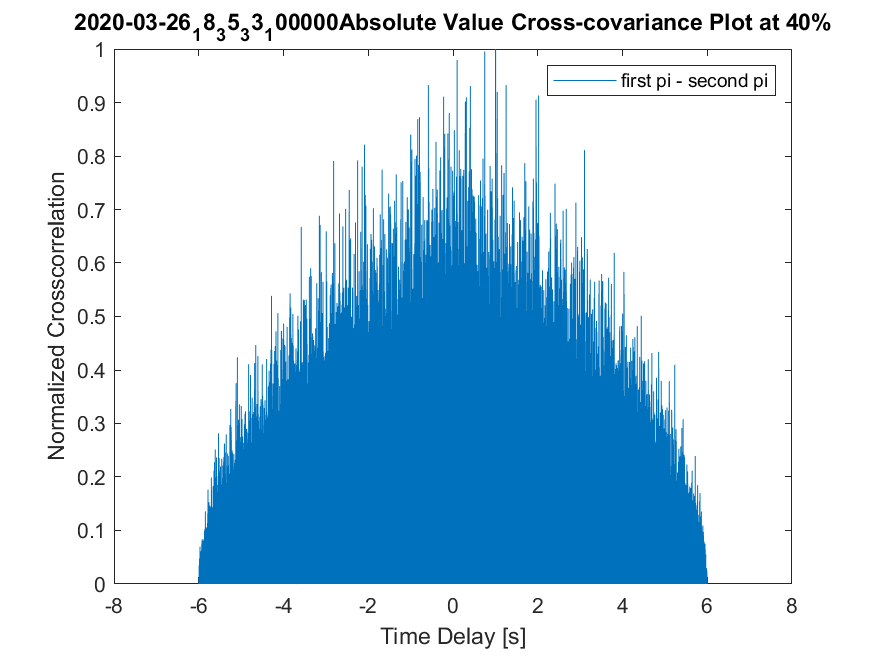 2020-03-26₁8₃5₃3₁00000Absolute Value Cross-covariance Plot at 40%
1
first pi - second pi
0.9
0.8
0.7
0.6
0.5
0.4
0.3
0.2
0.1
0
Normalized Crosscorrelation
-8 -6 -4 -2 0 2 4 6 8
Time Delay [s]